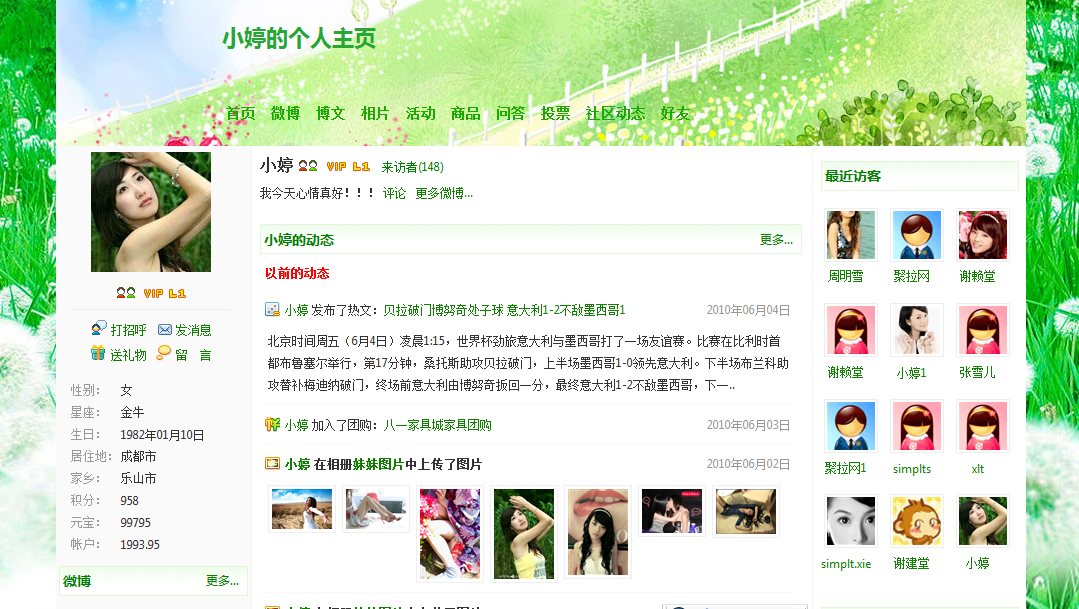 小婷的个人主页
首页 微博 博文 相片 活动 商品 问答 投票 社区动态 好友
VIP L1
打招呼 发消息
送礼物 留 言
性别： 女
星座： 金牛
生日： 1982年01月10日
居住地： 成都市
家乡： 乐山市
积分： 958
元宝： 99795
帐户： 1993.95
微博 更多...
小婷 VIP L1 来访者(148)
我今天心情真好！！！ 评论 更多微博...
小婷的动态 更多...
以前的动态
小婷 发布了热文：贝拉破门博努奇处子球 意大利1-2不敌墨西哥1 2010年06月04日
北京时间周五（6月4日）凌晨1:15，世界杯劲旅意大利与墨西哥打了一场友谊赛。比赛在比利时首
都布鲁塞尔举行，第17分钟，桑托斯助攻贝拉破门，上半场墨西哥1-0领先意大利。下半场布兰科助
攻替补梅迪纳破门，终场前意大利由博努奇扳回一分，最终意大利1-2不敌墨西哥，下一..
小婷 加入了团购：八一家具城家具团购 2010年06月03日
小婷 在相册妹妹图片中上传了图片 2010年06月02日
最近访客
周明雪 聚拉网 谢赖堂
谢赖堂 小婷1 张雪儿
聚拉网1 simplts xlt
simplt.xie 谢建堂 小婷